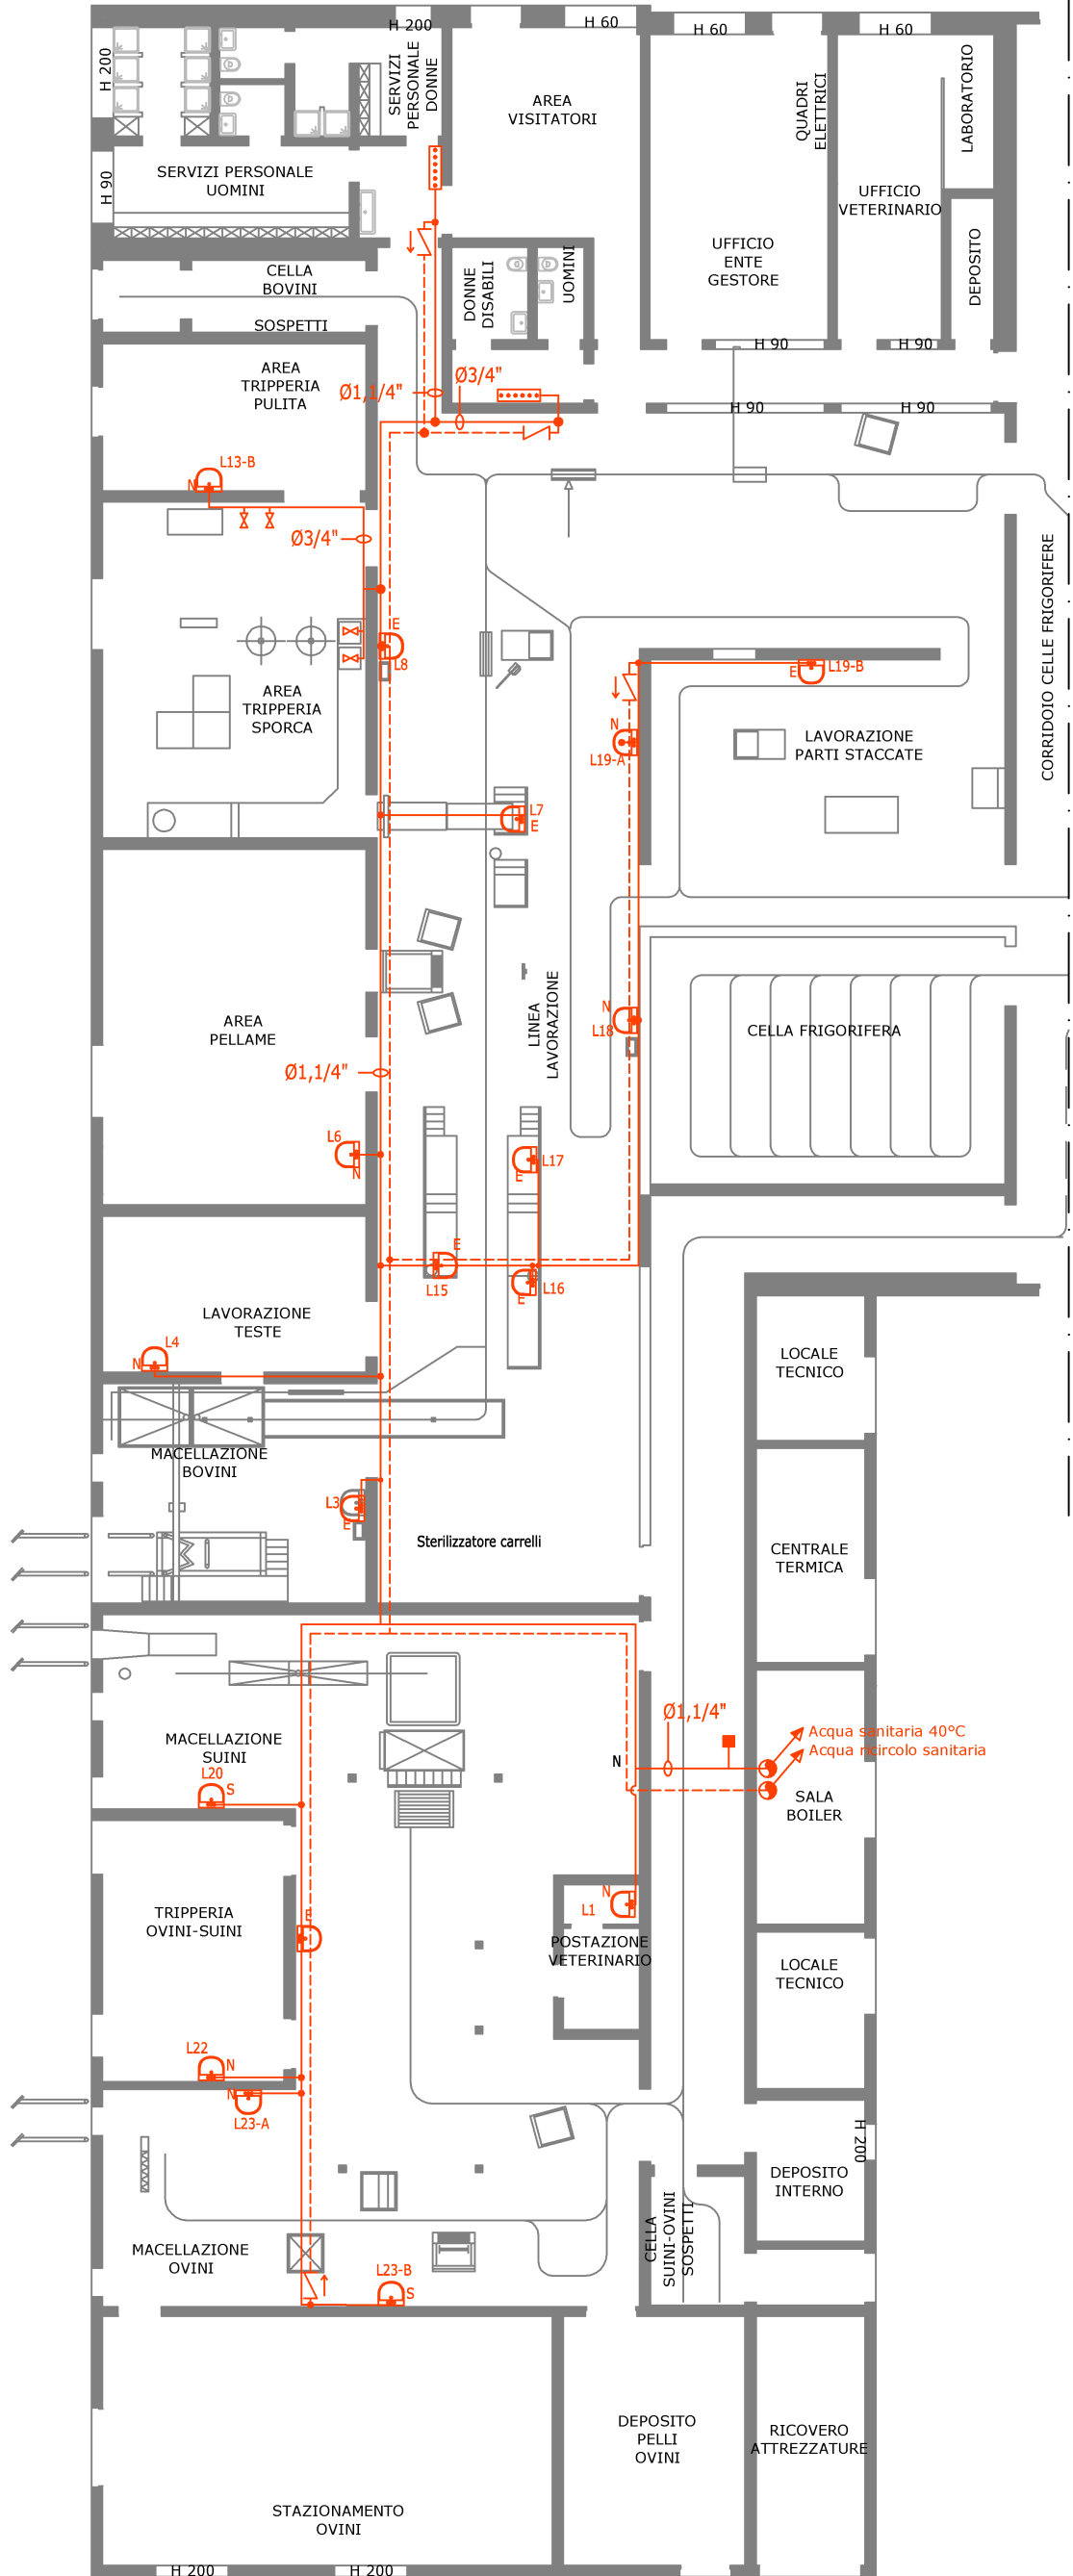 H 200
H 60
H 60
H 60
H 200
SERVIZI
PERSONALE
DONNE
AREA
VISITATORI
QUADRI
ELETTRICI
LABORATORIO
SERVIZI PERSONALE
UOMINI
H 90
UFFICIO
VETERINARIO
UFFICIO
ENTE
GESTORE
DEPOSITO
DONNE
DISABILI
UOMINI
CELLA
BOVINI
SOSPETTI
H 90
H 90
AREA
TRIPPERIA
PULITA
Ø1,1/4"
Ø3/4"
H 90
H 90
L13-B
N
Ø3/4"
CORRIDOIO CELLE FRIGORIFERE
E
L8
L19-B
E
AREA
TRIPPERIA
SPORCA
N
L19-A
LAVORAZIONE
PARTI STACCATE
L7
E
LINEA
LAVORAZIONE
N
L18
CELLA FRIGORIFERA
AREA
PELLAME
Ø1,1/4"
L6
N
L17
E
E
L15
L16
E
LAVORAZIONE
TESTE
L4
N
LOCALE
TECNICO
MACELLAZIONE
BOVINI
L3
E
Sterilizzatore carrelli
CENTRALE
TERMICA
Ø1,1/4"
Acqua sanitaria 40°C
Acqua ricircolo sanitaria
MACELLAZIONE
SUINI
N
L20
S
SALA
BOILER
N
L1
TRIPPERIA
OVINI-SUINI
E
POSTAZIONE
VETERINARIO
LOCALE
TECNICO
L22
N
N
L23-A
H 200
DEPOSITO
INTERNO
CELLA
SUINI-OVINI
SOSPETTI
MACELLAZIONE
OVINI
L23-B
S
DEPOSITO
PELLI
OVINI
RICOVERO
ATTREZZATURE
STAZIONAMENTO
OVINI
H 200
H 200